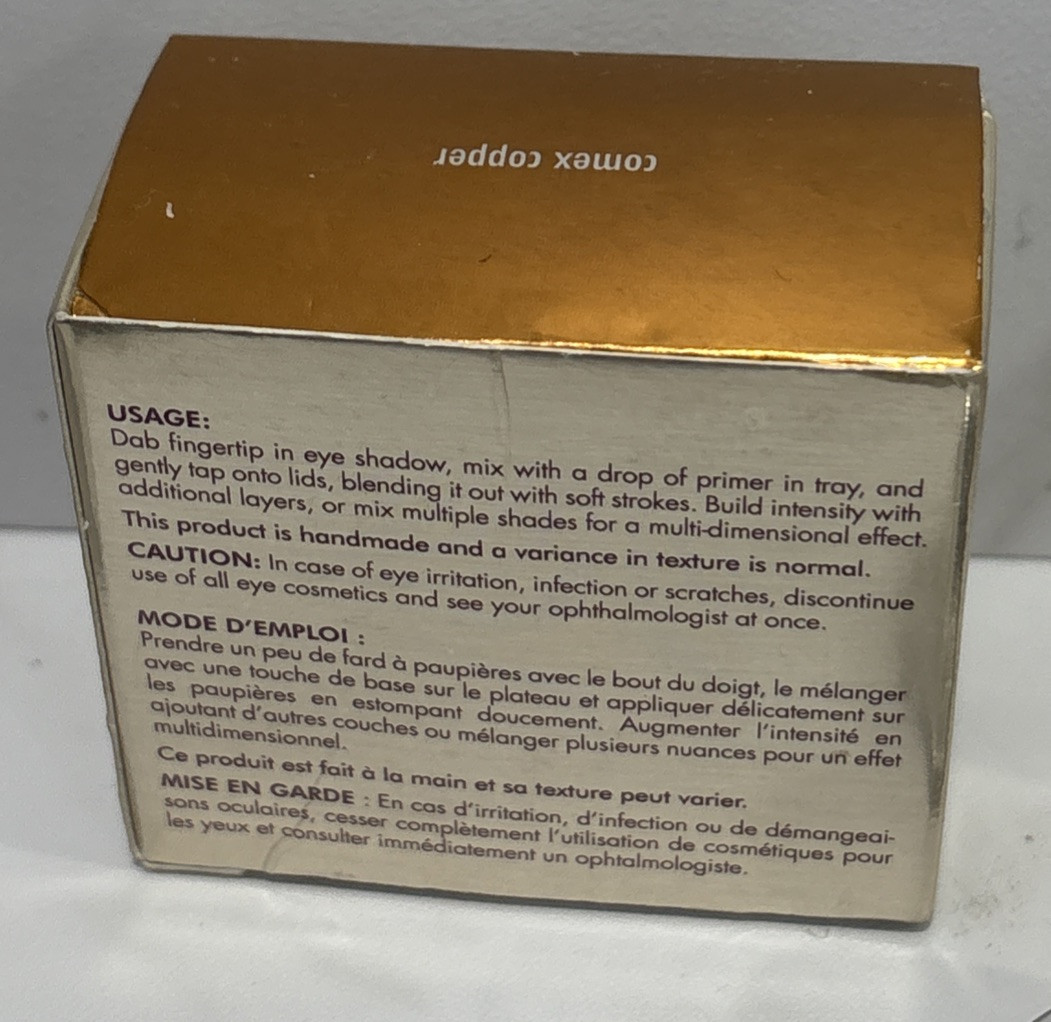 comex copper
USAGE:
Dab fingertip in eye shadow, mix with a drop of primer in tray, and
gently tap onto lids, blending it out with soft strokes. Build intensity with
additional layers, or mix multiple shades for a multi-dimensional effect.
This product is handmade and a variance in texture is normal.
CAUTION: In case of eye irritation, infection or scratches, discontinue
use of all eye cosmetics and see your ophthalmologist at once.
MODE D'EMPLOI :
Prendre un peu de fard à paupières avec le bout du doigt, le mélanger
avec une touche de base sur le plateau et appliquer délicatement sur
les paupières en estompant doucement. Augmenter l'intensité en
ajoutant d'autres couches ou mélanger plusieurs nuances pour un effet
multidimensionnel.
Ce produit est fait à la main et sa texture peut varier.
MISE EN GARDE : En cas d'irritation, d'infection ou de démangeai-
sons oculaires, cesser complètement l'utilisation de cosmétiques pour
les yeux et consulter immédiatement un ophtalmologiste.